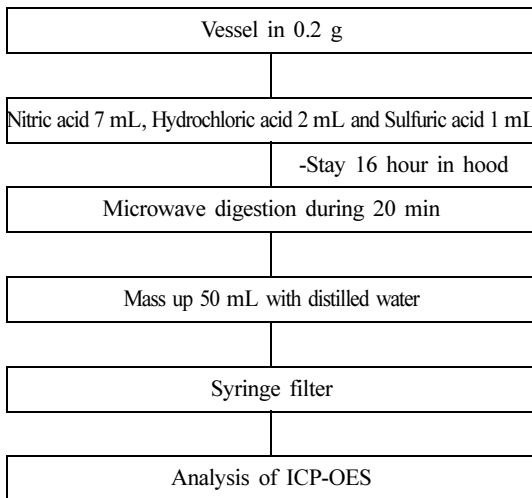 Vessel in 0.2 g
Nitric acid 7 mL, Hydrochloric acid 2 mL and Sulfuric acid 1 mL
-Stay 16 hour in hood
Microwave digestion during 20 min
Mass up 50 mL with distilled water
Syringe filter
Analysis of ICP-OES